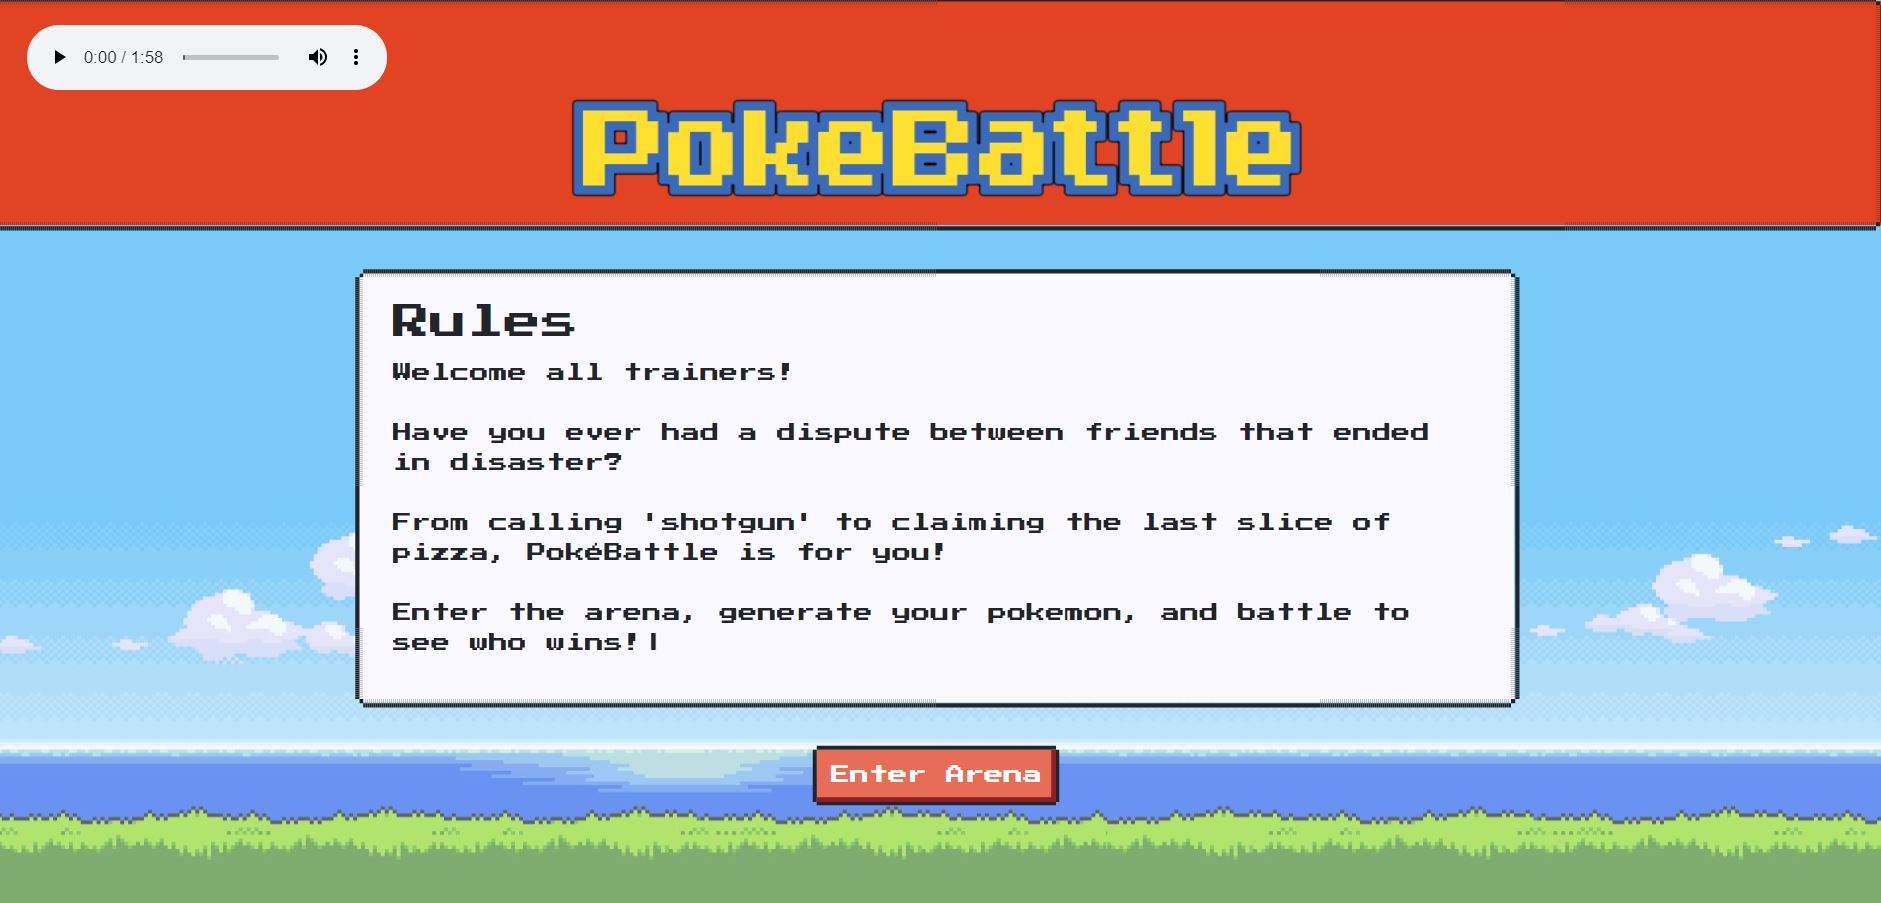 0:00 / 1:58
PokeBattle
Rules
Welcome all trainers!
Have you ever had a dispute between friends that ended
in disaster?
From calling 'shotgun' to claiming the last slice of
pizza, PokéBattle is for you!
Enter the arena, generate your pokemon, and battle to
see who wins!|
Enter Arena